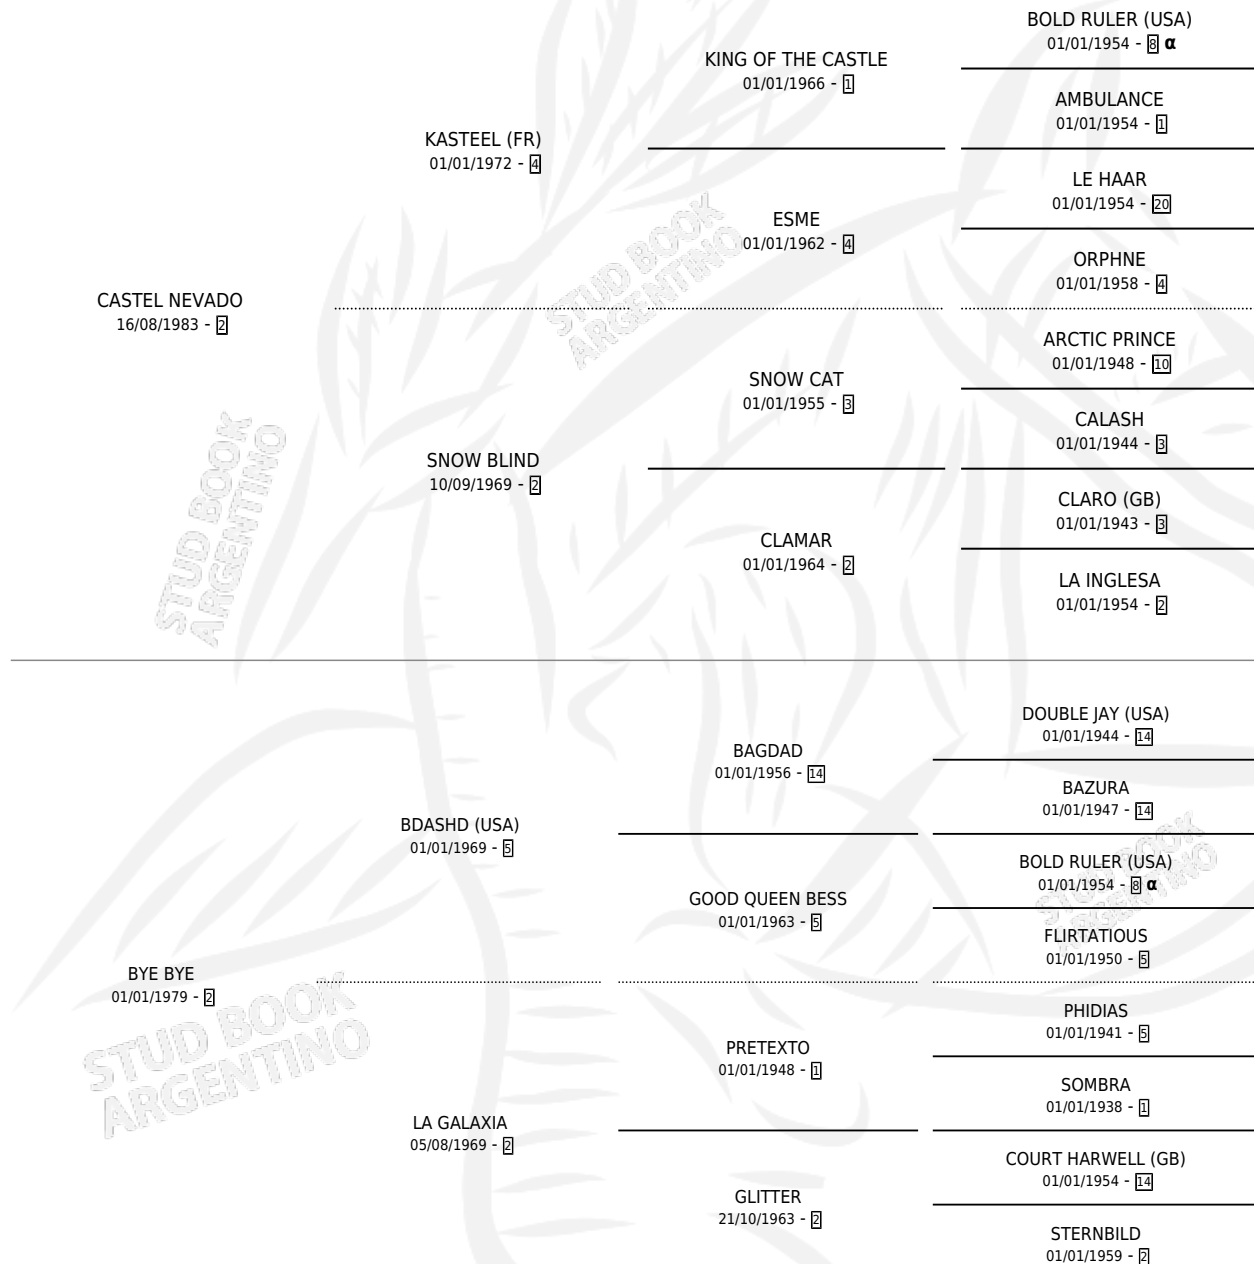 BOLD RULER (USA)
01/01/1954 - 8 α
KING OF THE CASTLE
01/01/1966 - 1
AMBULANCE
01/01/1954 - 1
KASTEEL (FR)
01/01/1972 - 4
LE HAAR
01/01/1954 - 20
ESME
01/01/1962 - 4
ORPHNE
01/01/1958 - 4
CASTEL NEVADO
16/08/1983 - 2
ARCTIC PRINCE
01/01/1948 - 10
SNOW CAT
01/01/1955 - 3
CALASH
01/01/1944 - 3
SNOW BLIND
10/09/1969 - 2
CLARO (GB)
01/01/1943 - 3
CLAMAR
01/01/1964 - 2
LA INGLESA
01/01/1954 - 2
DOUBLE JAY (USA)
01/01/1944 - 14
BAGDAD
01/01/1956 - 14
BAZURA
01/01/1947 - 14
BDASHD (USA)
01/01/1969 - 5
BOLD RULER (USA)
01/01/1954 - 8 α
GOOD QUEEN BESS
01/01/1963 - 5
FLIRTATIOUS
01/01/1950 - 5
BYE BYE
01/01/1979 - 2
PHIDIAS
01/01/1941 - 5
PRETEXTO
01/01/1948 - 1
SOMBRA
01/01/1938 - 1
LA GALAXIA
05/08/1969 - 2
COURT HARWELL (GB)
01/01/1954 - 14
GLITTER
21/10/1963 - 2
STERNBILD
01/01/1959 - 2
STUD BOOK
ARGENTINO
STUD BOOK
ARGENTINO
STUD BOOK
ARGENTINO
STUD BOOK
ARGENTINO